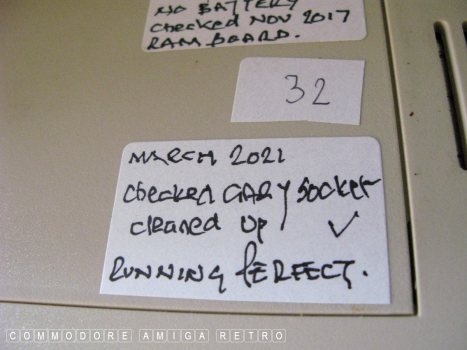 NO BATTERY
checked NOV 2017
RAM BOARD.
32
MARCH 2021
checked GARY SOCKET
cleaned up ✓
RUNNING PERFECT.
COMMODORE AMIGA RETRO